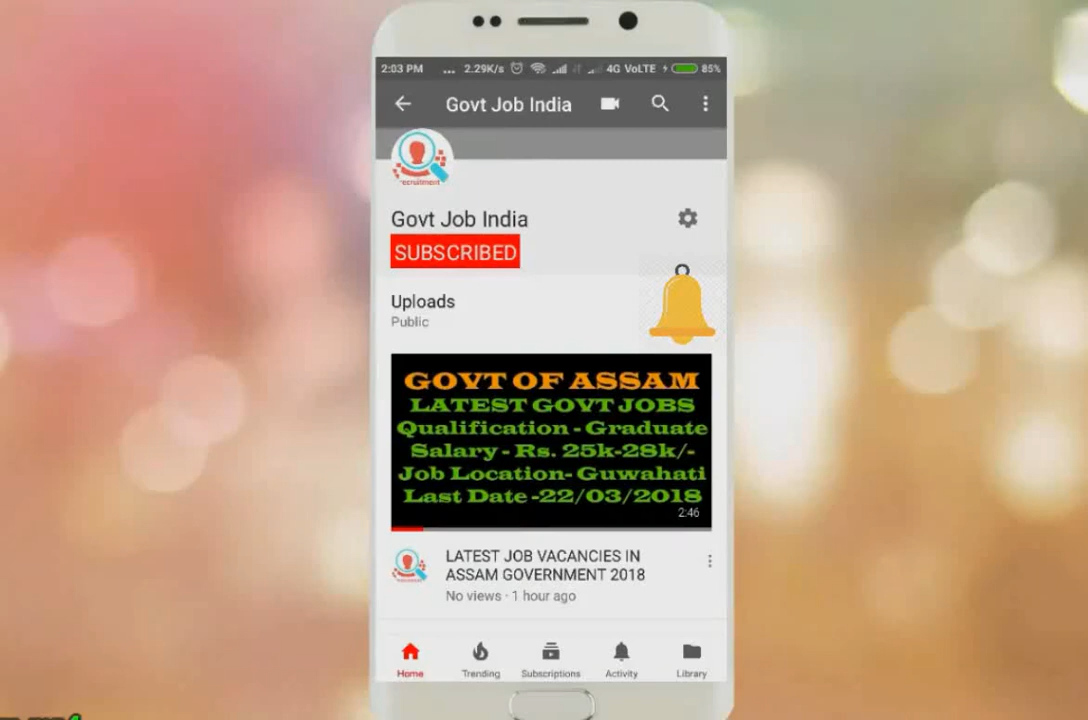 2:03 PM ... 2.29K/s 4G VoLTE 85%
Govt Job India
recruitment
Govt Job India
SUBSCRIBED
Uploads
Public
GOVT OF ASSAM
LATEST GOVT JOBS
Qualification - Graduate
Salary - Rs. 25k-28k/-
Job Location- Guwahati
Last Date -22/03/2018
2:46
LATEST JOB VACANCIES IN
ASSAM GOVERNMENT 2018
No views · 1 hour ago
Home Trending Subscriptions Activity Library